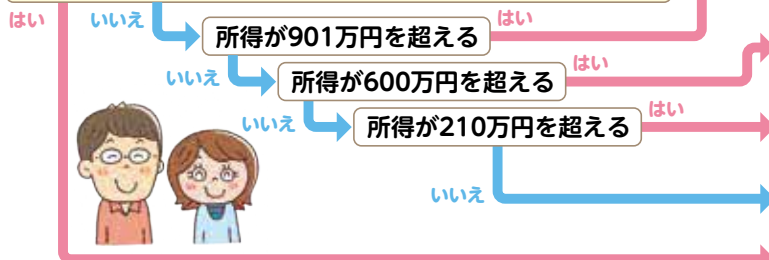 はい
いいえ
所得が901万円を超える
はい
いいえ
所得が600万円を超える
はい
いいえ
所得が210万円を超える
はい
いいえ